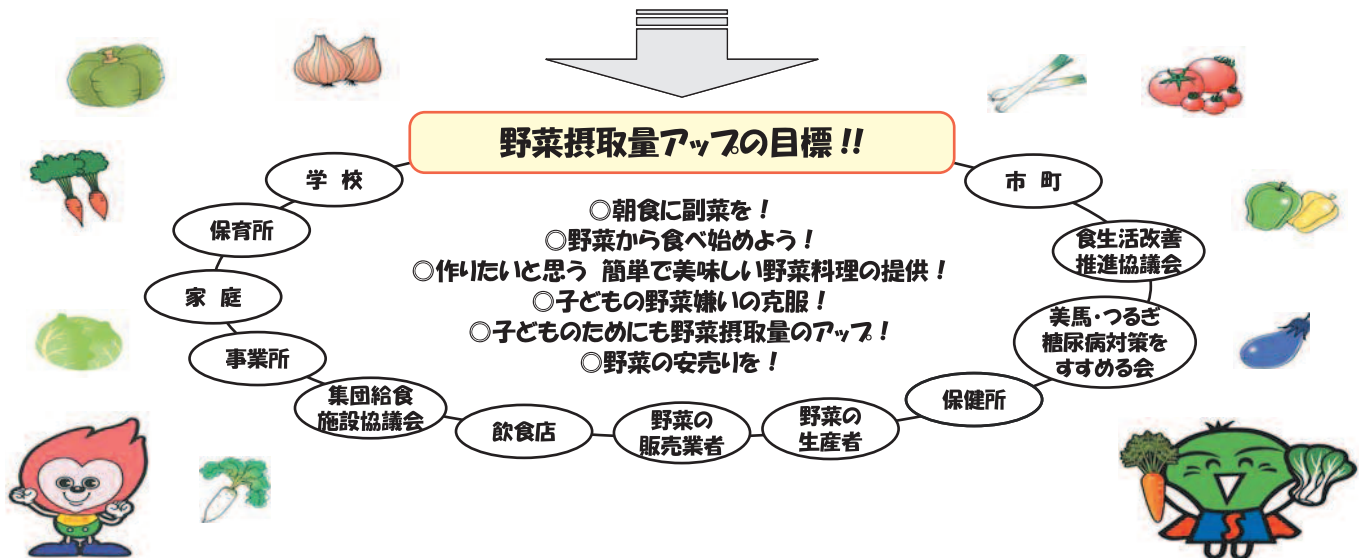 野菜摂取量アップの目標!!
学 校
保育所
家 庭
事業所
集団給食
施設協議会
飲食店
野菜の
販売業者
野菜の
生産者
保健所
美馬・つるぎ
糖尿病対策を
すすめる会
食生活改善
推進協議会
市 町
◎朝食に副菜を!
◎野菜から食べ始めよう!
◎作りたいと思う 簡単で美味しい野菜料理の提供!
◎子どもの野菜嫌いの克服!
◎子どものためにも野菜摂取量のアップ!
◎野菜の安売りを!
S